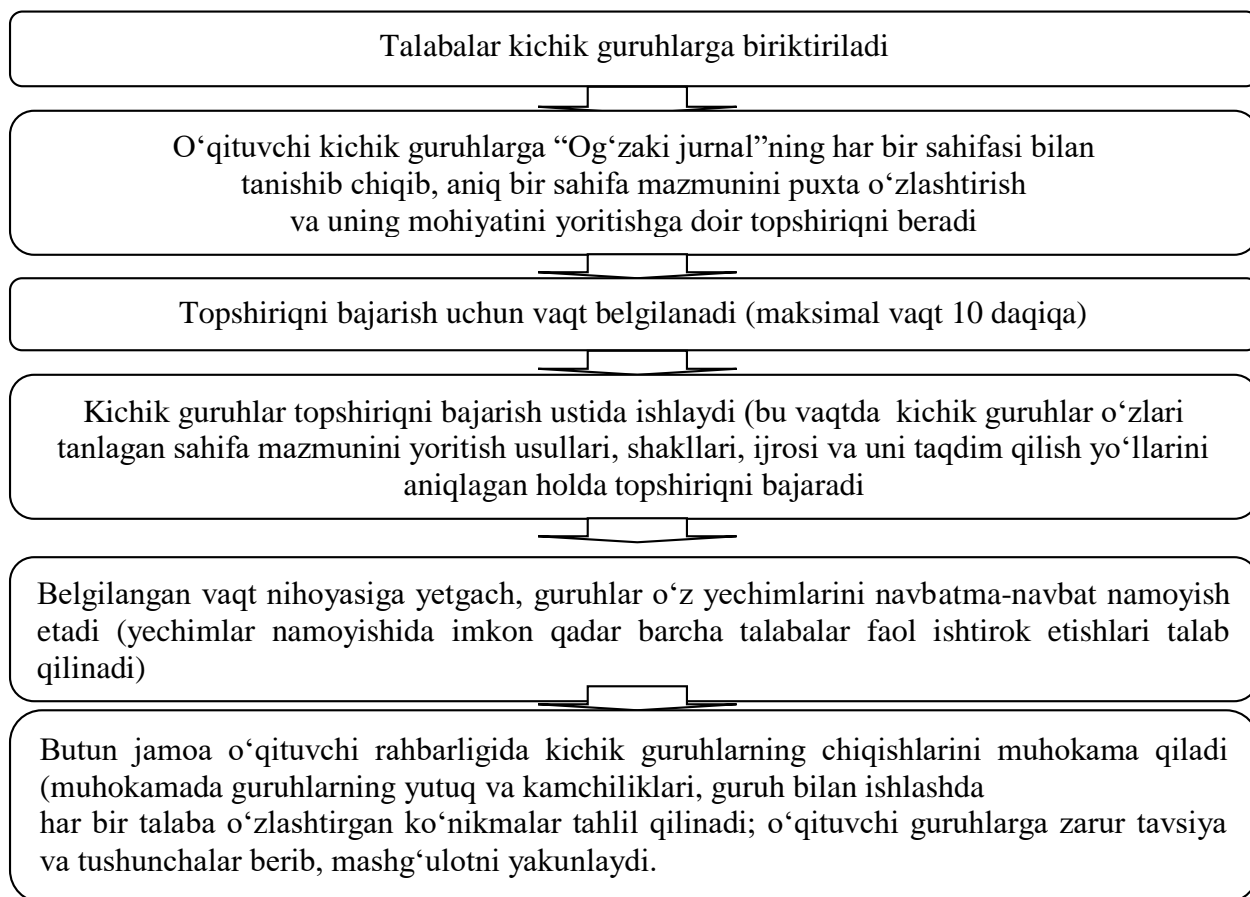 Talabalar kichik guruhlarga biriktiriladi
O‘qituvchi kichik guruhlarga “Og‘zaki jurnal”ning har bir sahifasi bilan
tanishib chiqib, aniq bir sahifa mazmunini puxta o‘zlashtirish
va uning mohiyatini yoritishga doir topshiriqni beradi
Topshiriqni bajarish uchun vaqt belgilanadi (maksimal vaqt 10 daqiqa)
Kichik guruhlar topshiriqni bajarish ustida ishlaydi (bu vaqtda kichik guruhlar o‘zlari
tanlagan sahifa mazmunini yoritish usullari, shakllari, ijrosi va uni taqdim qilish yo‘llarini
aniqlagan holda topshiriqni bajaradi
Belgilangan vaqt nihoyasiga yetgach, guruhlar o‘z yechimlarini navbatma-navbat namoyish
etadi (yechimlar namoyishida imkon qadar barcha talabalar faol ishtirok etishlari talab
qilinadi)
Butun jamoa o‘qituvchi rahbarligida kichik guruhlarning chiqishlarini muhokama qiladi
(muhokamada guruhlarning yutuq va kamchiliklari, guruh bilan ishlashda
har bir talaba o‘zlashtirgan ko‘nikmalar tahlil qilinadi; o‘qituvchi guruhlarga zarur tavsiya
va tushunchalar berib, mashg‘ulotni yakunlaydi.